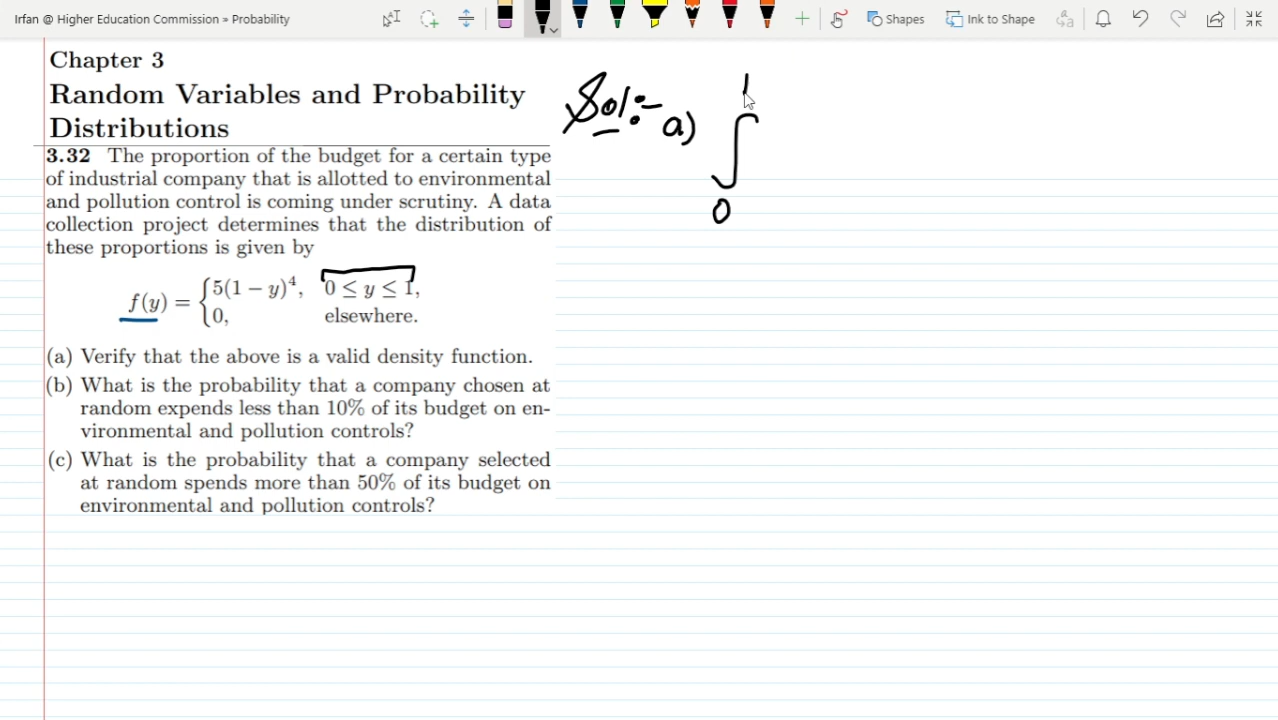 Irfan @ Higher Education Commission » Probability
Shapes
Ink to Shape
Chapter 3
Random Variables and Probability
Distributions
3.32 The proportion of the budget for a certain type
of industrial company that is allotted to environmental
and pollution control is coming under scrutiny. A data
collection project determines that the distribution of
these proportions is given by
f(y) = { 5(1 − y)⁴, 0 ≤ y ≤ 1,
0, elsewhere.
(a) Verify that the above is a valid density function.
(b) What is the probability that a company chosen at
random expends less than 10% of its budget on en-
vironmental and pollution controls?
(c) What is the probability that a company selected
at random spends more than 50% of its budget on
environmental and pollution controls?
Sol:-
a) ∫
1
0